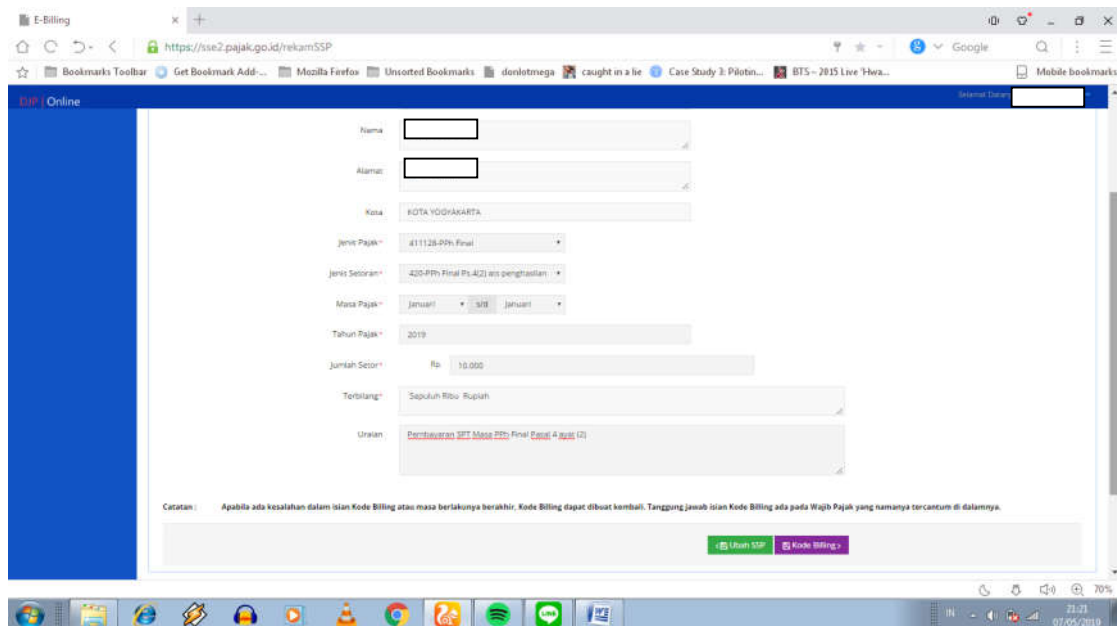 E-Billing
https://sse2.pajak.go.id/rekamSSP
Google
Bookmarks Toolbar Get Bookmark Add-... Mozilla Firefox Unsorted Bookmarks donlotmega caught in a lie Case Study 3: Pilotin... BTS – 2015 Live 'Hwa... Mobile bookmarks
DJP | Online
Selamat Datang
Nama
Alamat
Kota KOTA YOGYAKARTA
Jenis Pajak* 411128-PPh Final
Jenis Setoran* 420-PPh Final Ps.4(2) atS penghasilan
Masa Pajak* Januari s/d Januari
Tahun Pajak* 2019
Jumlah Setor* Rp. 10.000
Terbilang* Sepuluh Ribu Rupiah
Uraian Pembayaran SPT Masa PPh Final Pasal 4 ayat (2)
Catatan : Apabila ada kesalahan dalam isian Kode Billing atau masa berlakunya berakhir, Kode Billing dapat dibuat kembali. Tanggung jawab isian Kode Billing ada pada Wajib Pajak yang namanya tercantum di dalamnya.
Ubah SSP Kode Billing
70%
LINE
IN 21:21
07/05/2019